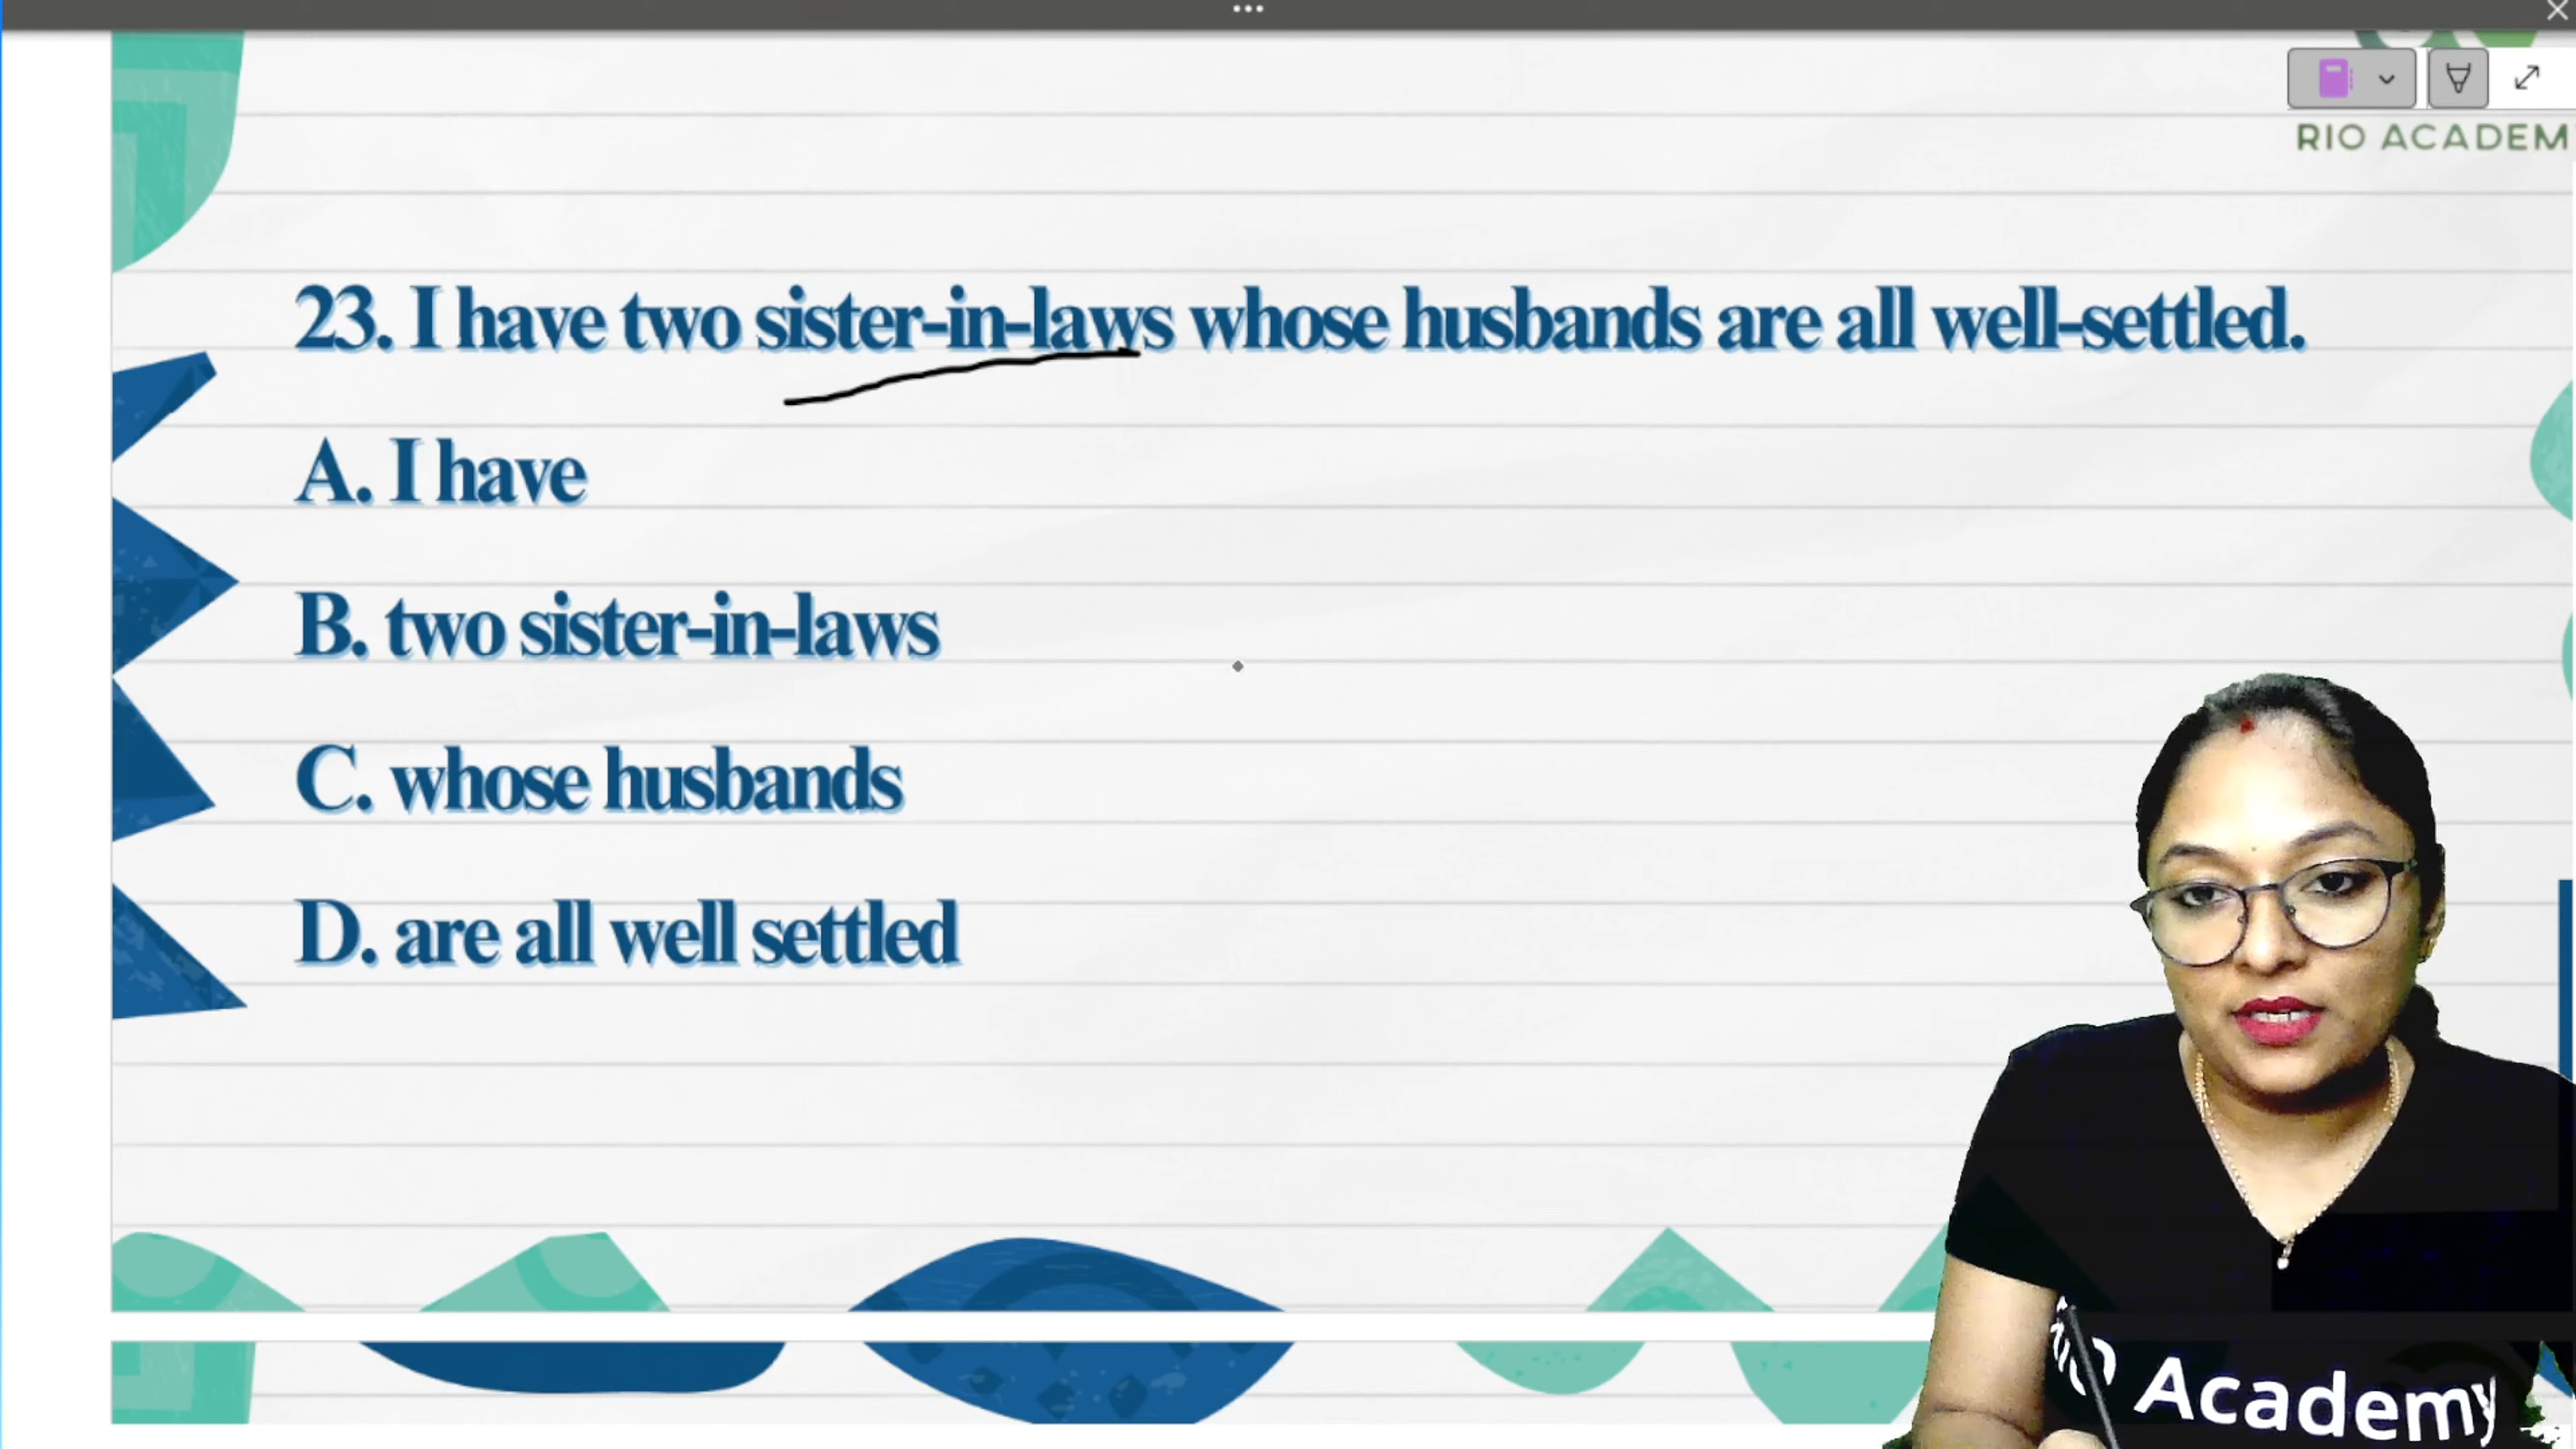 RIO ACADEM
23. I have two sister-in-laws whose husbands are all well-settled.
A. I have
B. two sister-in-laws
C. whose husbands
D. are all well settled
Academy